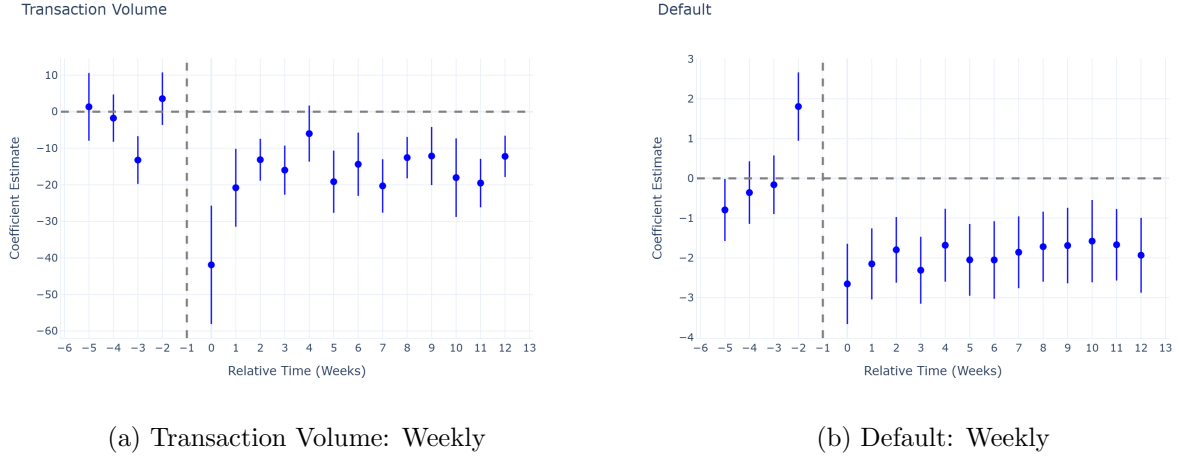 Transaction Volume
Default
10
0
−10
−20
−30
−40
−50
−60
Coefficient Estimate
−6 −5 −4 −3 −2 −1 0 1 2 3 4 5 6 7 8 9 10 11 12 13
Relative Time (Weeks)
3
2
1
0
−1
−2
−3
−4
Coefficient Estimate
−6 −5 −4 −3 −2 −1 0 1 2 3 4 5 6 7 8 9 10 11 12 13
Relative Time (Weeks)
(a) Transaction Volume: Weekly
(b) Default: Weekly